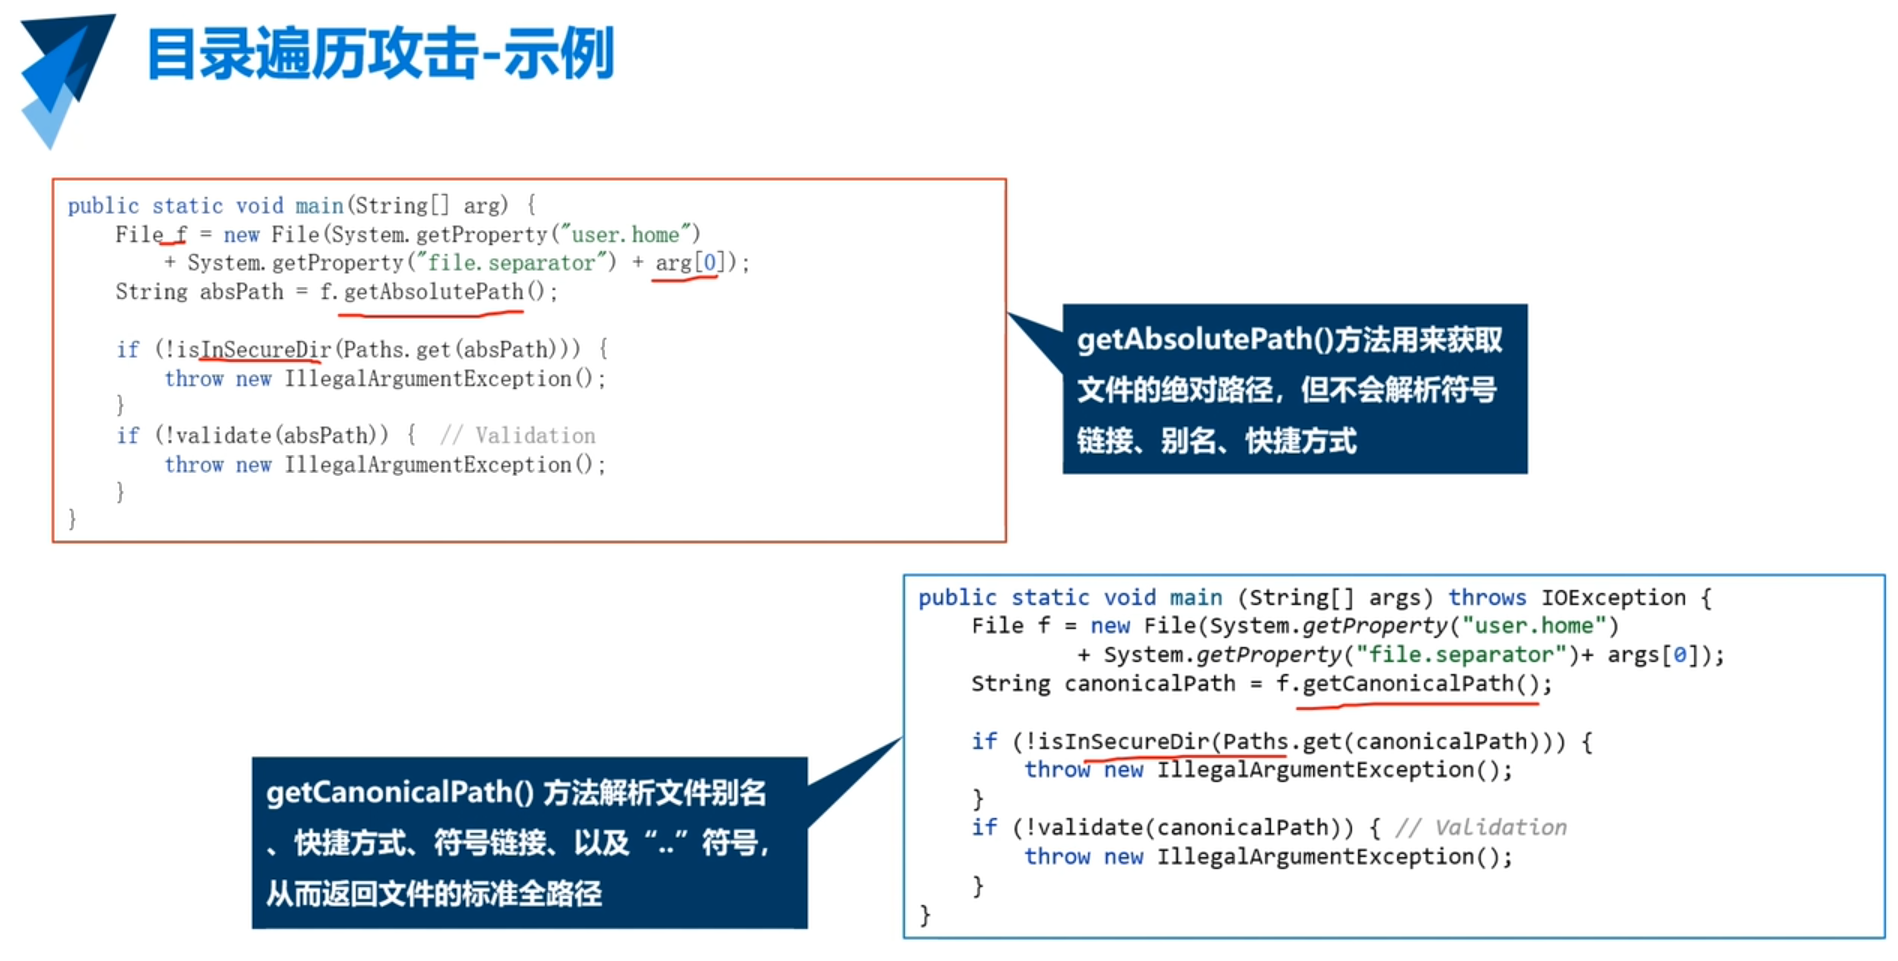 目录遍历攻击-示例
public static void main(String[] arg) {
File f = new File(System.getProperty("user.home")
+ System.getProperty("file.separator") + arg[0]);
String absPath = f.getAbsolutePath();
if (!isInSecureDir(Paths.get(absPath))) {
throw new IllegalArgumentException();
}
if (!validate(absPath)) { // Validation
throw new IllegalArgumentException();
}
}
getAbsolutePath()方法用来获取
文件的绝对路径，但不会解析符号
链接、别名、快捷方式
public static void main (String[] args) throws IOException {
File f = new File(System.getProperty("user.home")
+ System.getProperty("file.separator")+ args[0]);
String canonicalPath = f.getCanonicalPath();
if (!isInSecureDir(Paths.get(canonicalPath))) {
throw new IllegalArgumentException();
}
if (!validate(canonicalPath)) { // Validation
throw new IllegalArgumentException();
}
}
getCanonicalPath() 方法解析文件别名
、快捷方式、符号链接、以及“..”符号，
从而返回文件的标准全路径